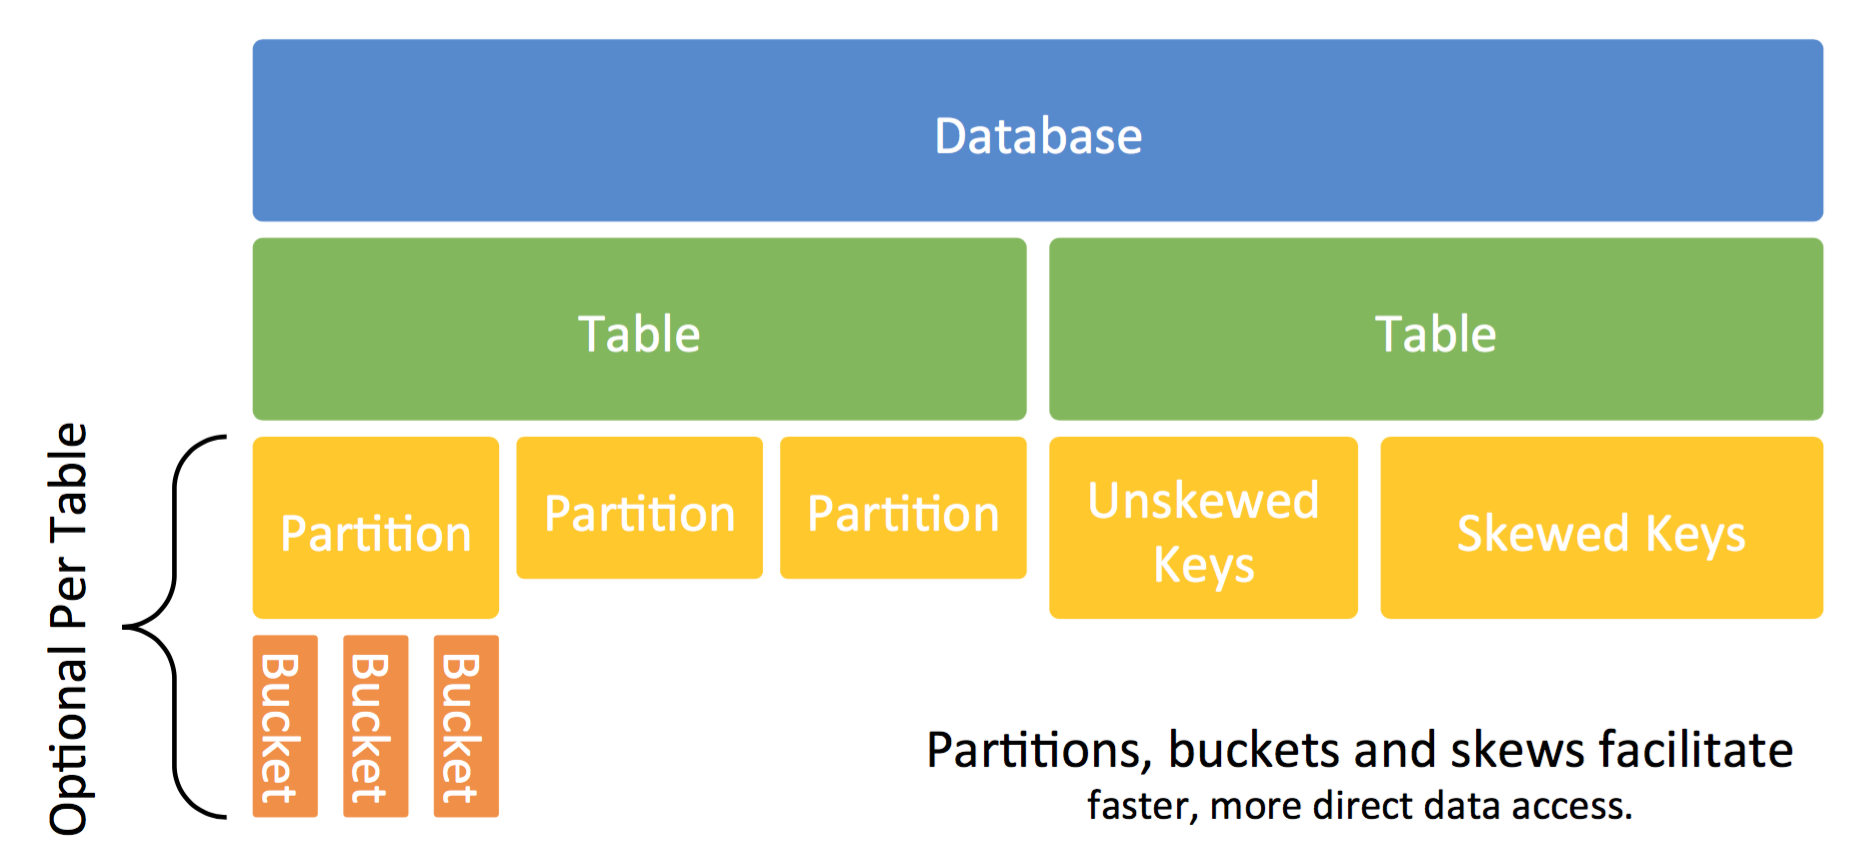 Database
Table
Table
Optional Per Table
Partition
Partition
Partition
Unskewed
Keys
Skewed Keys
Bucket
Bucket
Bucket
Partitions, buckets and skews facilitate
faster, more direct data access.